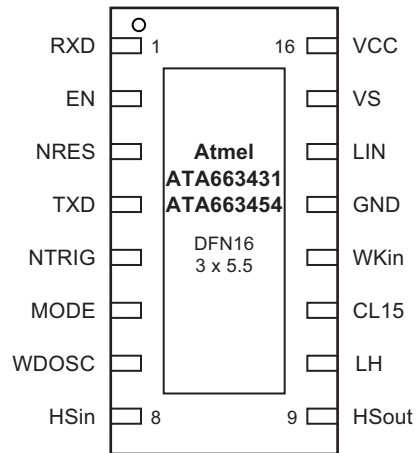 RXD 1 16 VCC
EN VS
NRES Atmel LIN
ATA663431
TXD ATA663454 GND
NTRIG DFN16 WKin
3 x 5.5
MODE CL15
WDOSC LH
HSin 8 9 HSout